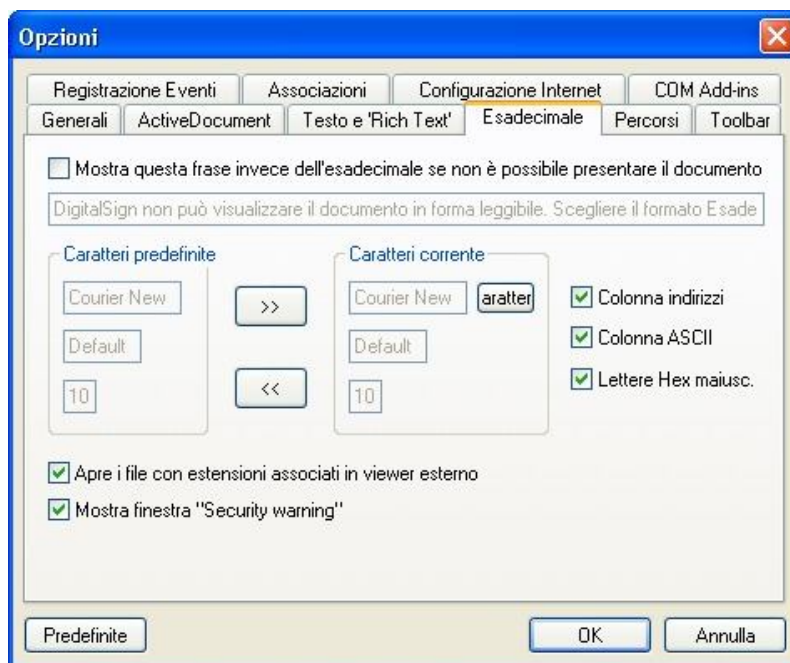 Opzioni
Registrazione Eventi Associazioni Configurazione Internet COM Add-ins
Generali ActiveDocument Testo e 'Rich Text' Esadecimale Percorsi Toolbar
Mostra questa frase invece dell'esadecimale se non è possibile presentare il documento
DigitalSign non può visualizzare il documento in forma leggibile. Scegliere il formato Esade
Caratteri predefinite Caratteri corrente
Courier New >> Courier New aratter Colonna indirizzi
Default Default Colonna ASCII
10 << 10 Lettere Hex maiusc.
Apre i file con estensioni associati in viewer esterno
Mostra finestra "Security warning"
Predefinite OK Annulla